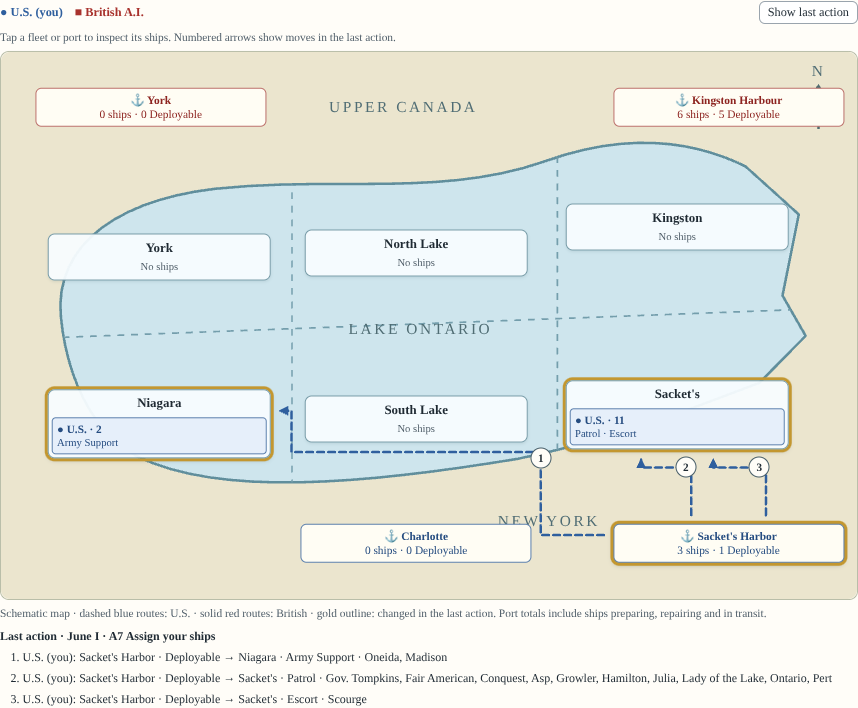 ● U.S. (you) ■ British A.I. Show last action
Tap a fleet or port to inspect its ships. Numbered arrows show moves in the last action.
N
⚓ York
0 ships · 0 Deployable
UPPER CANADA
⚓ Kingston Harbour
6 ships · 5 Deployable
York
No ships
North Lake
No ships
Kingston
No ships
LAKE ONTARIO
Niagara
● U.S. · 2
Army Support
South Lake
No ships
Sacket's
● U.S. · 11
Patrol · Escort
1
2
3
NEW YORK
⚓ Charlotte
0 ships · 0 Deployable
⚓ Sacket's Harbor
3 ships · 1 Deployable
Schematic map · dashed blue routes: U.S. · solid red routes: British · gold outline: changed in the last action. Port totals include ships preparing, repairing and in transit.
Last action · June I · A7 Assign your ships
1. U.S. (you): Sacket's Harbor · Deployable → Niagara · Army Support · Oneida, Madison
2. U.S. (you): Sacket's Harbor · Deployable → Sacket's · Patrol · Gov. Tompkins, Fair American, Conquest, Asp, Growler, Hamilton, Julia, Lady of the Lake, Ontario, Pert
3. U.S. (you): Sacket's Harbor · Deployable → Sacket's · Escort · Scourge